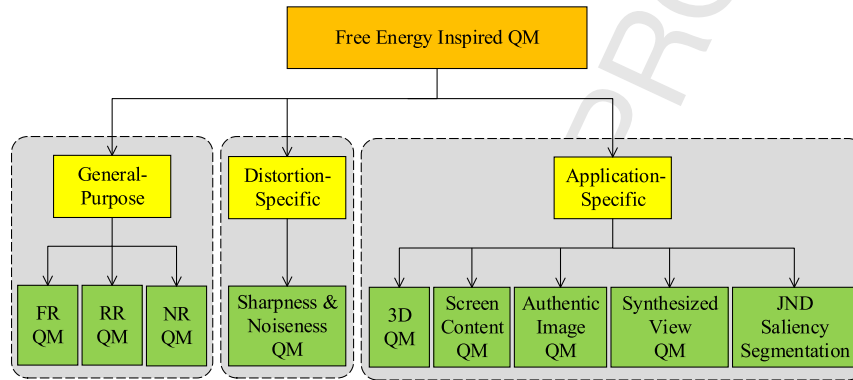 Free Energy Inspired QM
General-
Purpose
Distortion-
Specific
Application-
Specific
FR
QM
RR
QM
NR
QM
Sharpness &
Noiseness
QM
3D
QM
Screen
Content
QM
Authentic
Image
QM
Synthesized
View
QM
JND
Saliency
Segmentation